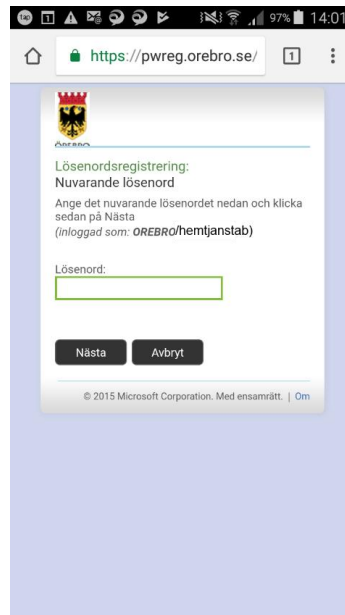 97% 14:01
https://pwreg.orebro.se/ 1
ÖREBRO
Lösenordsregistrering:
Nuvarande lösenord
Ange det nuvarande lösenordet nedan och klicka
sedan på Nästa
(inloggad som: OREBRO/hemtjanstab)
Lösenord:
Nästa Avbryt
© 2015 Microsoft Corporation. Med ensamrätt. | Om